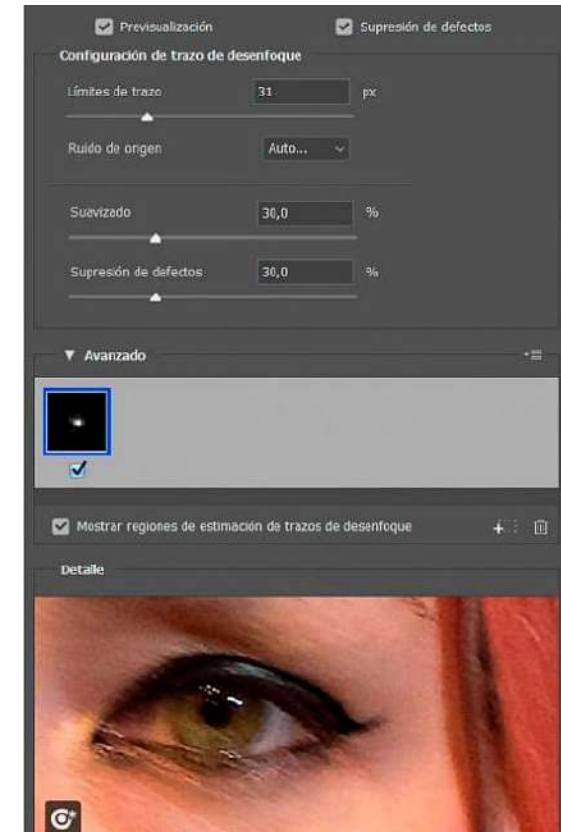 Previsualización Supresión de defectos
Configuración de trazo de desenfoque
Límites de trazo 31 px
Ruido de origen Auto...
Suavizado 30,0 %
Supresión de defectos 30,0 %
Avanzado
Mostrar regiones de estimación de trazos de desenfoque
Detalle